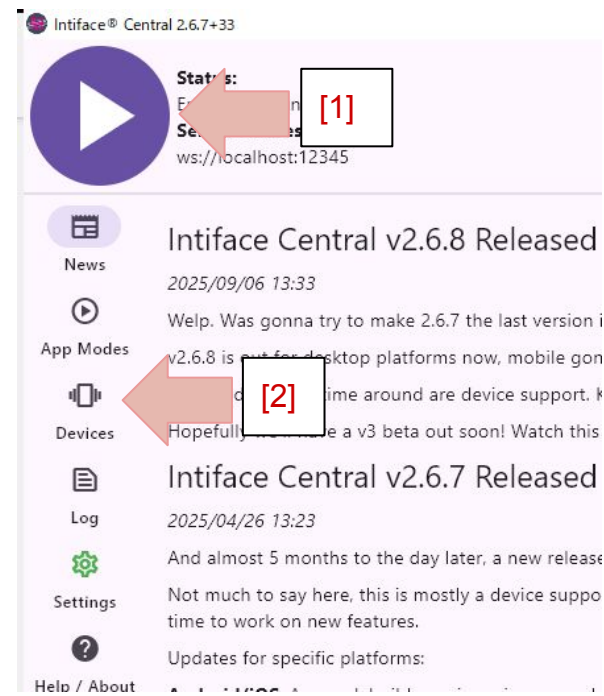 Intiface® Central 2.6.7+33
Status:
[1]
ws://localhost:12345
News
App Modes
Devices
Log
Settings
Help / About
Intiface Central v2.6.8 Released
2025/09/06 13:33
Welp. Was gonna try to make 2.6.7 the last version i
v2.6.8 is out for desktop platforms now, mobile gon
[2] time around are device support. K
Hopefully we'll have a v3 beta out soon! Watch this
Intiface Central v2.6.7 Released
2025/04/26 13:23
And almost 5 months to the day later, a new release
Not much to say here, this is mostly a device suppo
time to work on new features.
Updates for specific platforms: